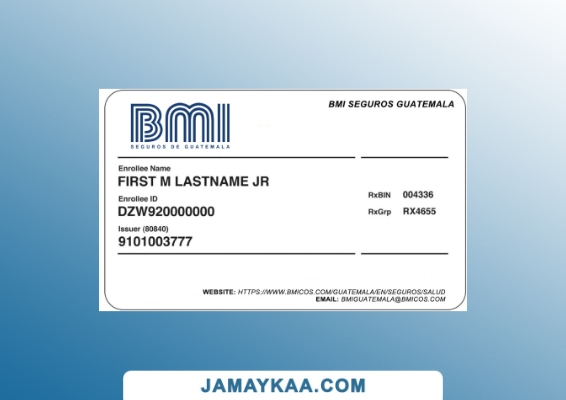 BMI
SEGUROS DE GUATEMALA
BMI SEGUROS GUATEMALA
Enrollee Name
FIRST M LASTNAME JR
Enrollee ID
DZW920000000
Issuer (80840)
9101003777
RxBIN 004336
RxGrp RX4655
WEBSITE: HTTPS://WWW.BMICOS.COM/GUATEMALA/EN/SEGUROS/SALUD
EMAIL: BMIGUATEMALA@BMICOS.COM
JAMAYKAA.COM